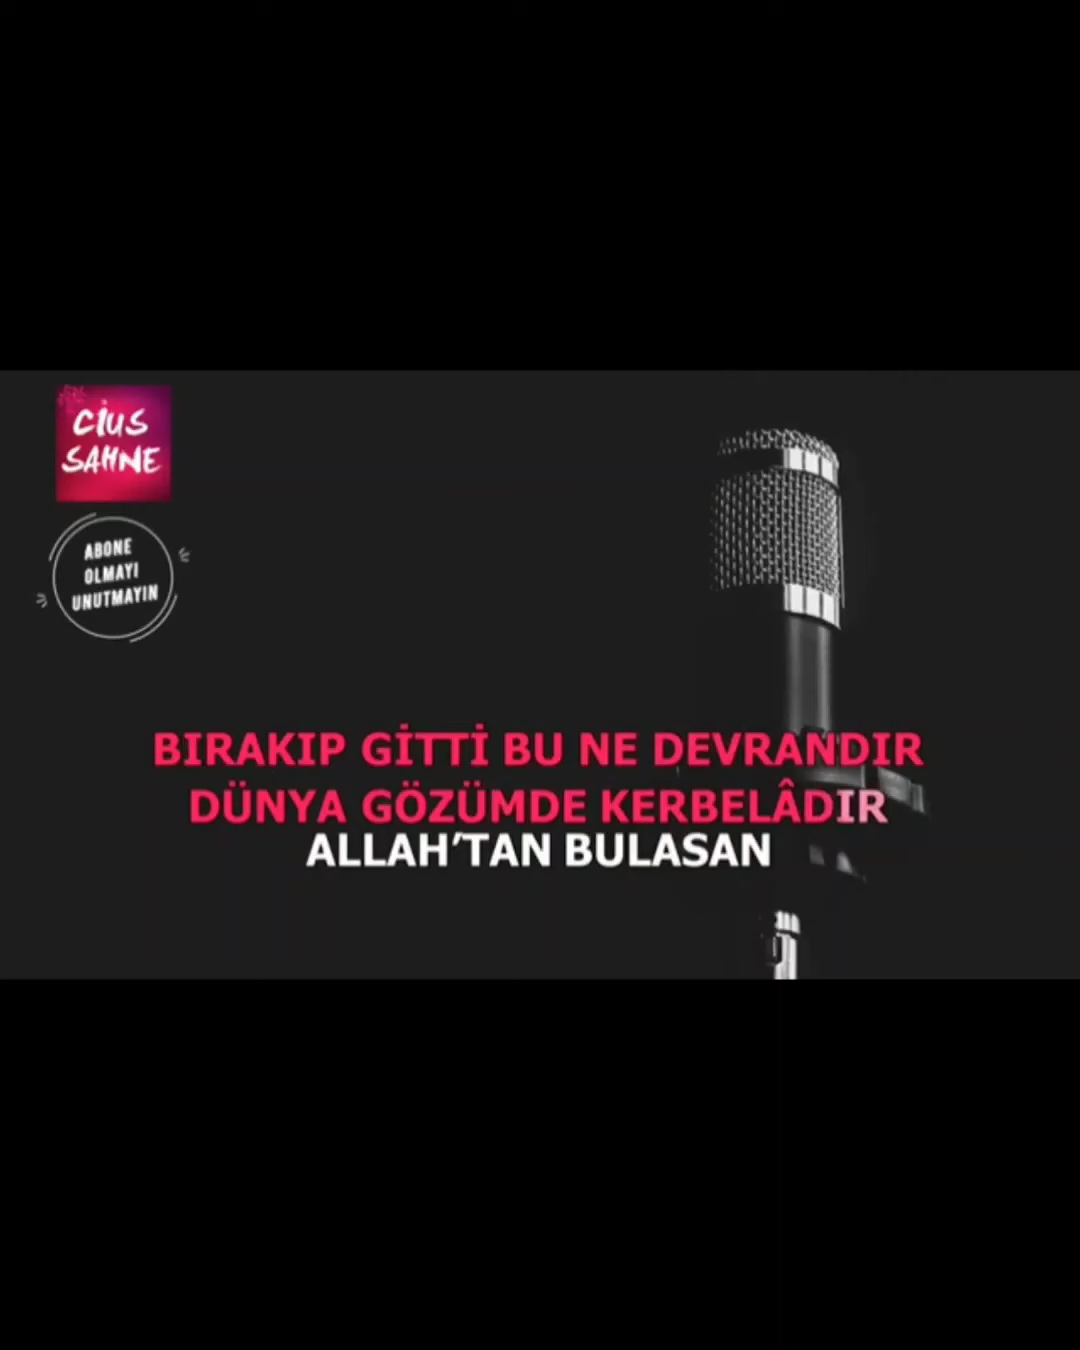 CİUS
SAHNE
ABONE
OLMAYI
UNUTMAYIN
BIRAKIP GİTTİ BU NE DEVRANDIR
DÜNYA GÖZÜMDE KERBELÂDIR
ALLAH'TAN BULASAN